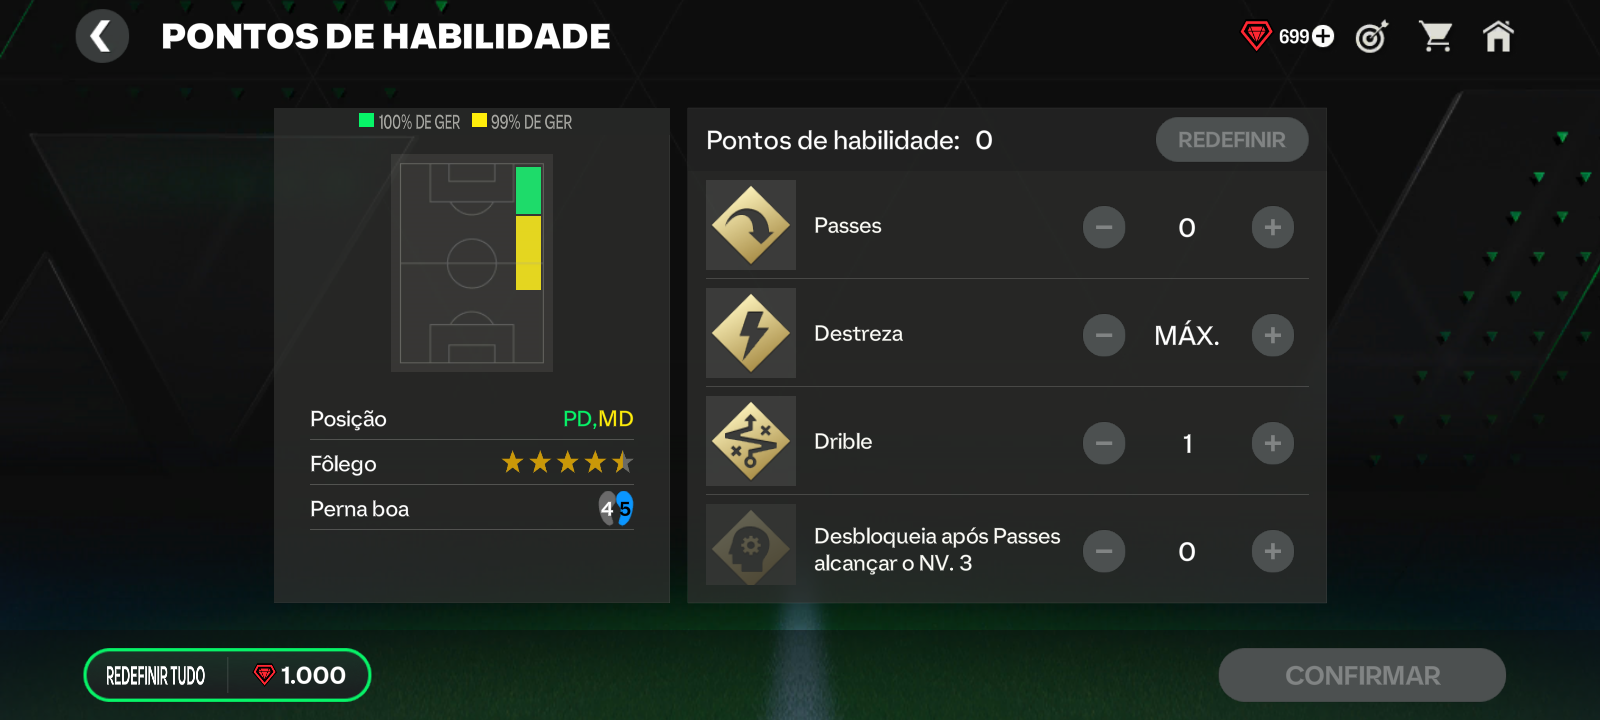 PONTOS DE HABILIDADE
699
100% DE GER 99% DE GER
Pontos de habilidade: 0
REDEFINIR
Passes
0
Destreza
MÁX.
Drible
1
Desbloqueia após Passes
alcançar o NV. 3
0
Posição PD,MD
Fôlego
Perna boa 4 5
REDEFINIR TUDO 1.000
CONFIRMAR